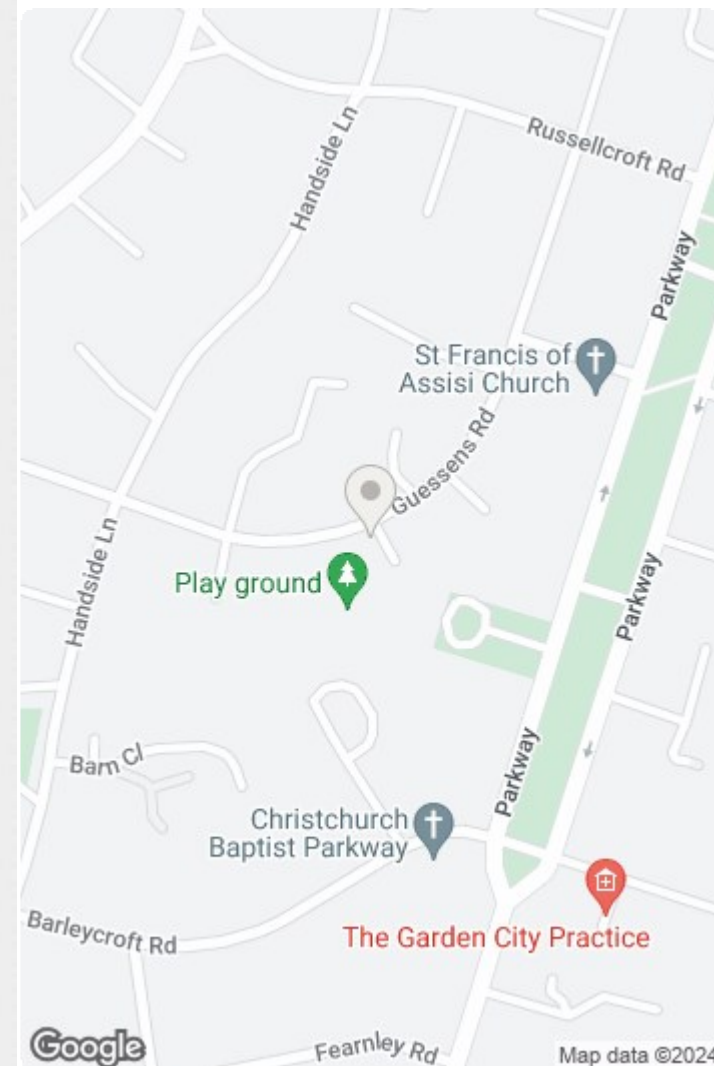 Russellcroft Rd
Handside Ln
Parkway
St Francis of
Assisi Church
Guessens Rd
Play ground
Handside Ln
Parkway
Barn Cl
Parkway
Christchurch
Baptist Parkway
Barleycroft Rd
The Garden City Practice
Fearnley Rd
Google
Map data ©2024